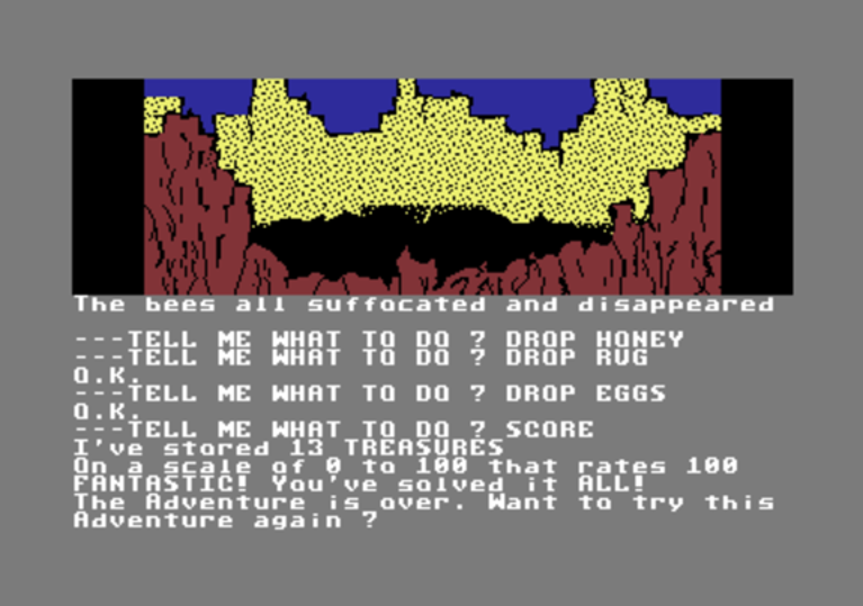 The bees all suffocated and disappeared
---TELL ME WHAT TO DO ? DROP HONEY
---TELL ME WHAT TO DO ? DROP RUG
O.K.
---TELL ME WHAT TO DO ? DROP EGGS
O.K.
---TELL ME WHAT TO DO ? SCORE
I've stored 13 TREASURES
On a scale of 0 to 100 that rates 100
FANTASTIC! You've solved it ALL!
The Adventure is over. Want to try this
Adventure again ?